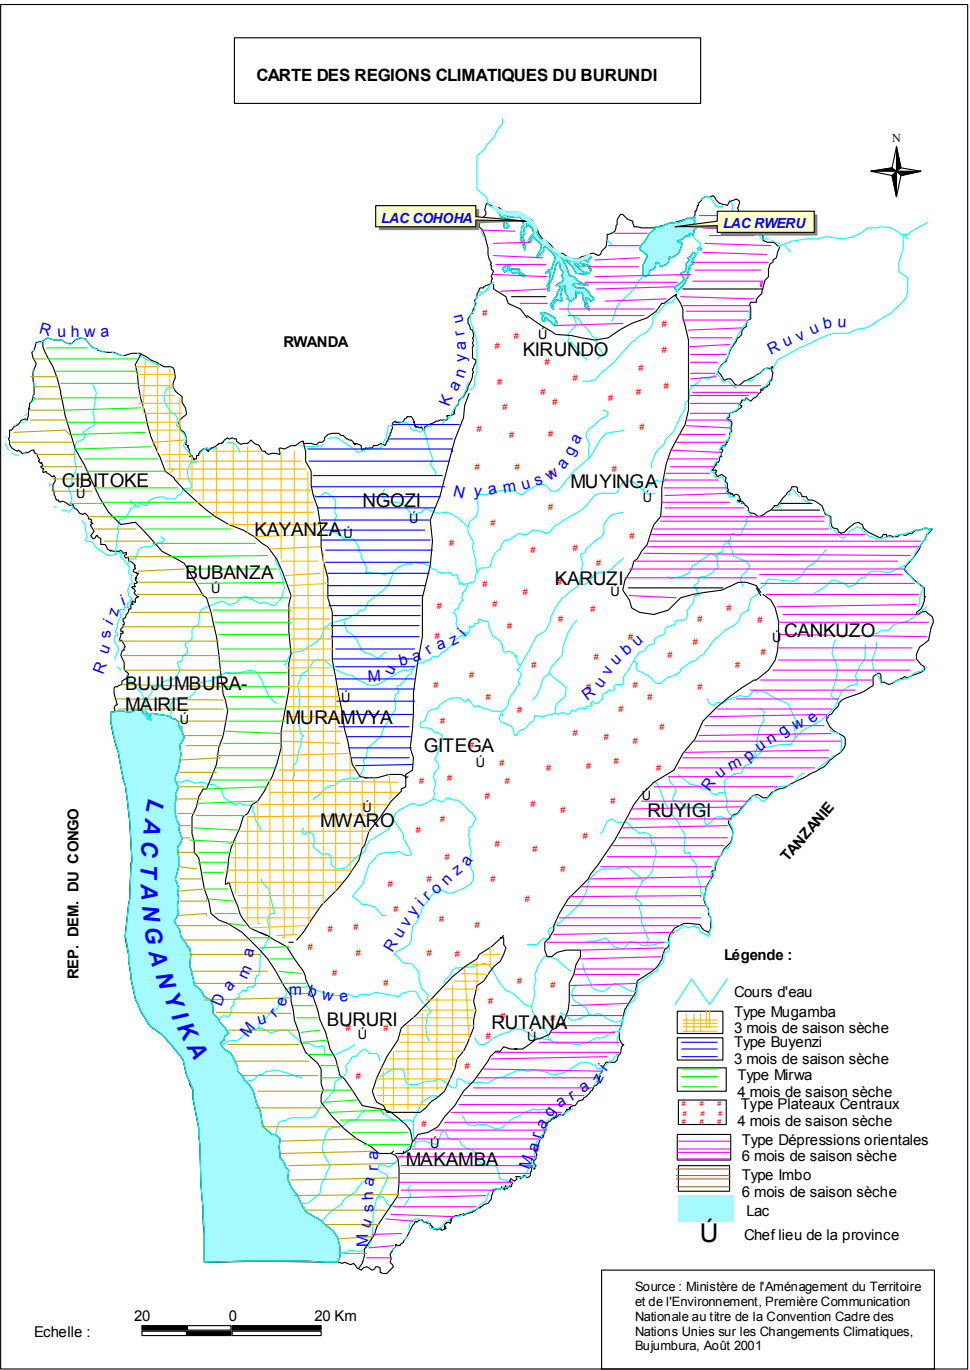 CARTE DES REGIONS CLIMATIQUES DU BURUNDI
N
LAC COHOHA
LAC RWERU
Ruhwa
RWANDA
Kanyaru
Ruvubu
KIRUNDO
Nyamuswaga
MUYINGA
CIBITOKE
NGOZI
KAYANZA
BUBANZA
KARUZI
Rusizi
Mubarazi
Ruvubu
CANKUZO
BUJUMBURA-
MAIRIE
MURAMVYA
GITEGA
Rumpungwe
MWARO
RUYIGI
TANZANIE
LAC TANGANYIKA
REP. DEM. DU CONGO
Ruvyironza
Dama
Murembwe
BURURI
RUTANA
Maragarazi
MAKAMBA
Mushara
Légende :
Cours d'eau
Type Mugamba
3 mois de saison sèche
Type Buyenzi
3 mois de saison sèche
Type Mirwa
4 mois de saison sèche
Type Plateaux Centraux
4 mois de saison sèche
Type Dépressions orientales
6 mois de saison sèche
Type Imbo
6 mois de saison sèche
Lac
Ú Chef lieu de la province
Source : Ministère de l'Aménagement du Territoire
et de l'Environnement, Première Communication
Nationale au titre de la Convention Cadre des
Nations Unies sur les Changements Climatiques,
Bujumbura, Août 2001
Echelle :
20 0 20 Km